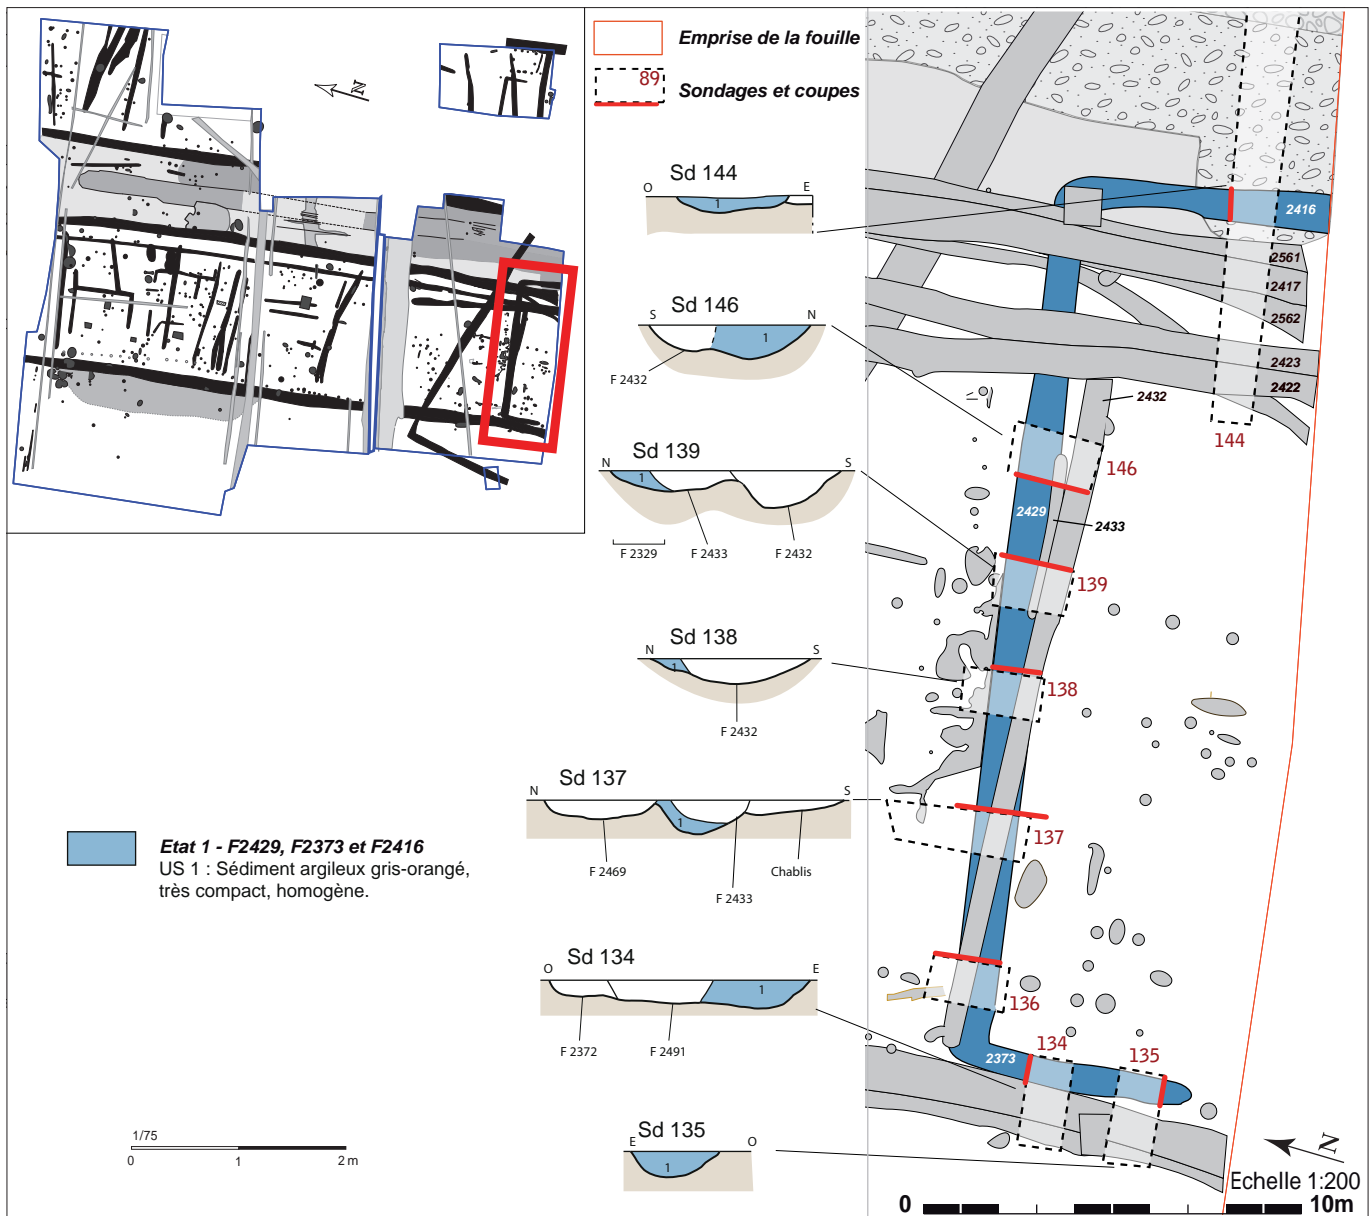 N
Emprise de la fouille
89
Sondages et coupes
Sd 144
O
E
1
Sd 146
S
N
1
F 2432
Sd 139
N
S
1
F 2329
F 2433
F 2432
Sd 138
N
S
1
F 2432
Sd 137
N
S
1
F 2469
F 2433
Chablis
Sd 134
O
E
1
F 2372
F 2491
Sd 135
E
O
1
Etat 1 - F2429, F2373 et F2416
US 1 : Sédiment argileux gris-orangé,
très compact, homogène.
1/75
0
1
2 m
2416
2561
2417
2562
2423
2422
2432
144
146
2429
2433
139
138
137
136
134
135
2373
N
Echelle 1:200
0
10m